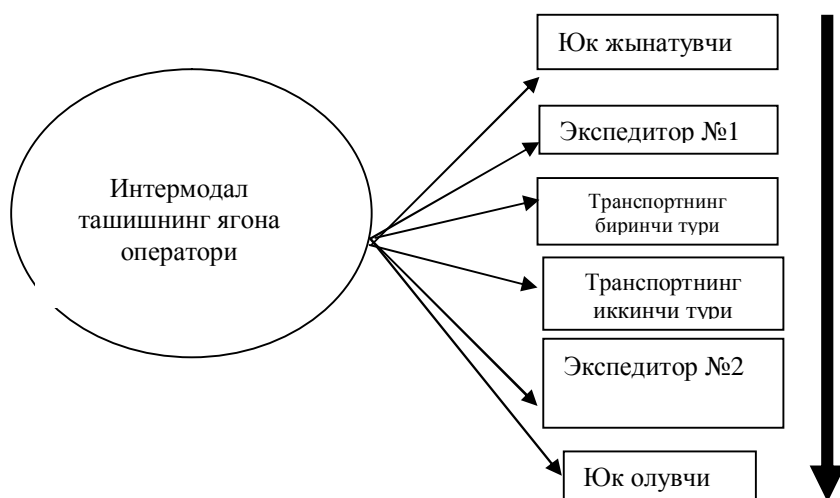 Интермодал
ташишнинг ягона
оператори
Юк жынатувчи
Экспедитор №1
Транспортнинг
биринчи тури
Транспортнинг
иккинчи тури
Экспедитор №2
Юк олувчи